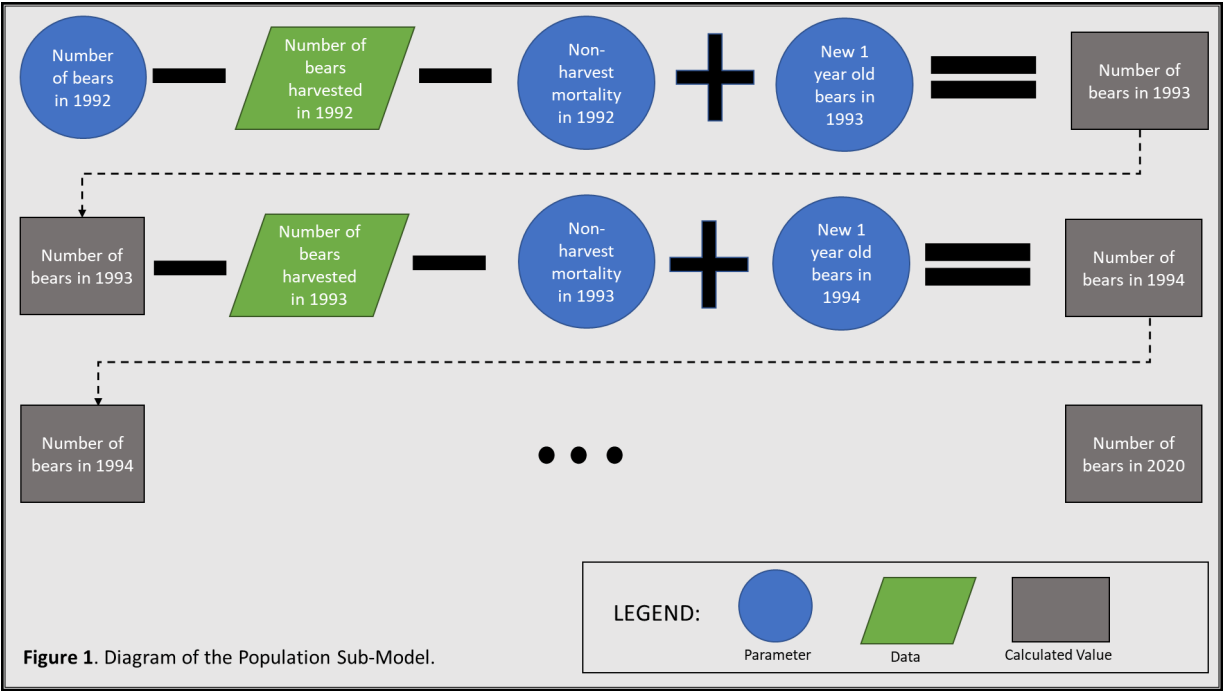 Number
of bears
in 1992
Number of
bears
harvested
in 1992
Non-
harvest
mortality
in 1992
New 1
year old
bears in
1993
Number of
bears in 1993
Number of
bears in 1993
Number of
bears
harvested
in 1993
Non-
harvest
mortality
in 1993
New 1
year old
bears in
1994
Number of
bears in 1994
Number of
bears in 1994
Number of
bears in 2020
LEGEND:
Parameter
Data
Calculated Value
Figure 1. Diagram of the Population Sub-Model.